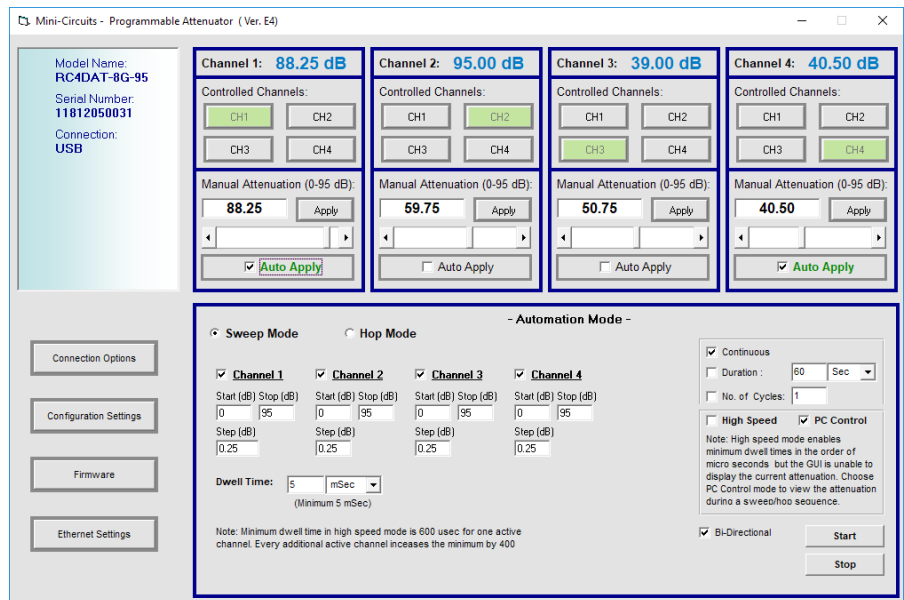 Mini-Circuits - Programmable Attenuator ( Ver. E4)
Model Name:
RC4DAT-8G-95
Serial Number:
11812050031
Connection:
USB
Channel 1: 88.25 dB
Controlled Channels:
CH1 CH2
CH3 CH4
Manual Attenuation (0-95 dB):
88.25 Apply
Auto Apply
Channel 2: 95.00 dB
Controlled Channels:
CH1 CH2
CH3 CH4
Manual Attenuation (0-95 dB):
59.75 Apply
Auto Apply
Channel 3: 39.00 dB
Controlled Channels:
CH1 CH2
CH3 CH4
Manual Attenuation (0-95 dB):
50.75 Apply
Auto Apply
Channel 4: 40.50 dB
Controlled Channels:
CH1 CH2
CH3 CH4
Manual Attenuation (0-95 dB):
40.50 Apply
Auto Apply
Connection Options
Configuration Settings
Firmware
Ethernet Settings
- Automation Mode -
Sweep Mode Hop Mode
Channel 1 Channel 2 Channel 3 Channel 4
Start (dB) Stop (dB) Start (dB) Stop (dB) Start (dB) Stop (dB) Start (dB) Stop (dB)
0 95 0 95 0 95 0 95
Step (dB) Step (dB) Step (dB) Step (dB)
0.25 0.25 0.25 0.25
Dwell Time: 5 mSec
(Minimum 5 mSec)
Note: Minimum dwell time in high speed mode is 600 usec for one active
channel. Every additional active channel inceases the minimum by 400
Continuous
Duration : 60 Sec
No. of Cycles: 1
High Speed PC Control
Note: High speed mode enables
minimum dwell times in the order of
micro seconds but the GUI is unable to
display the current attenuation. Choose
PC Control mode to view the attenuation
during a sweep/hop sequence.
Bi-Directional
Start
Stop